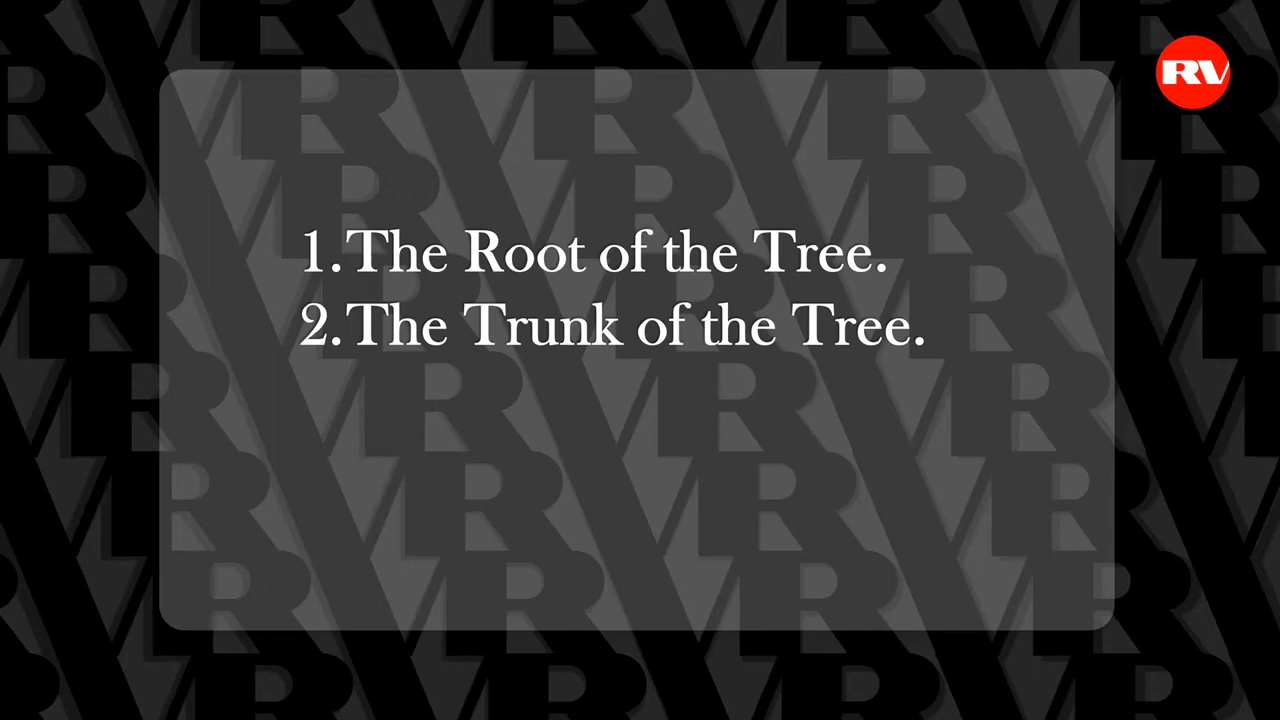 RV
1.The Root of the Tree.
2.The Trunk of the Tree.